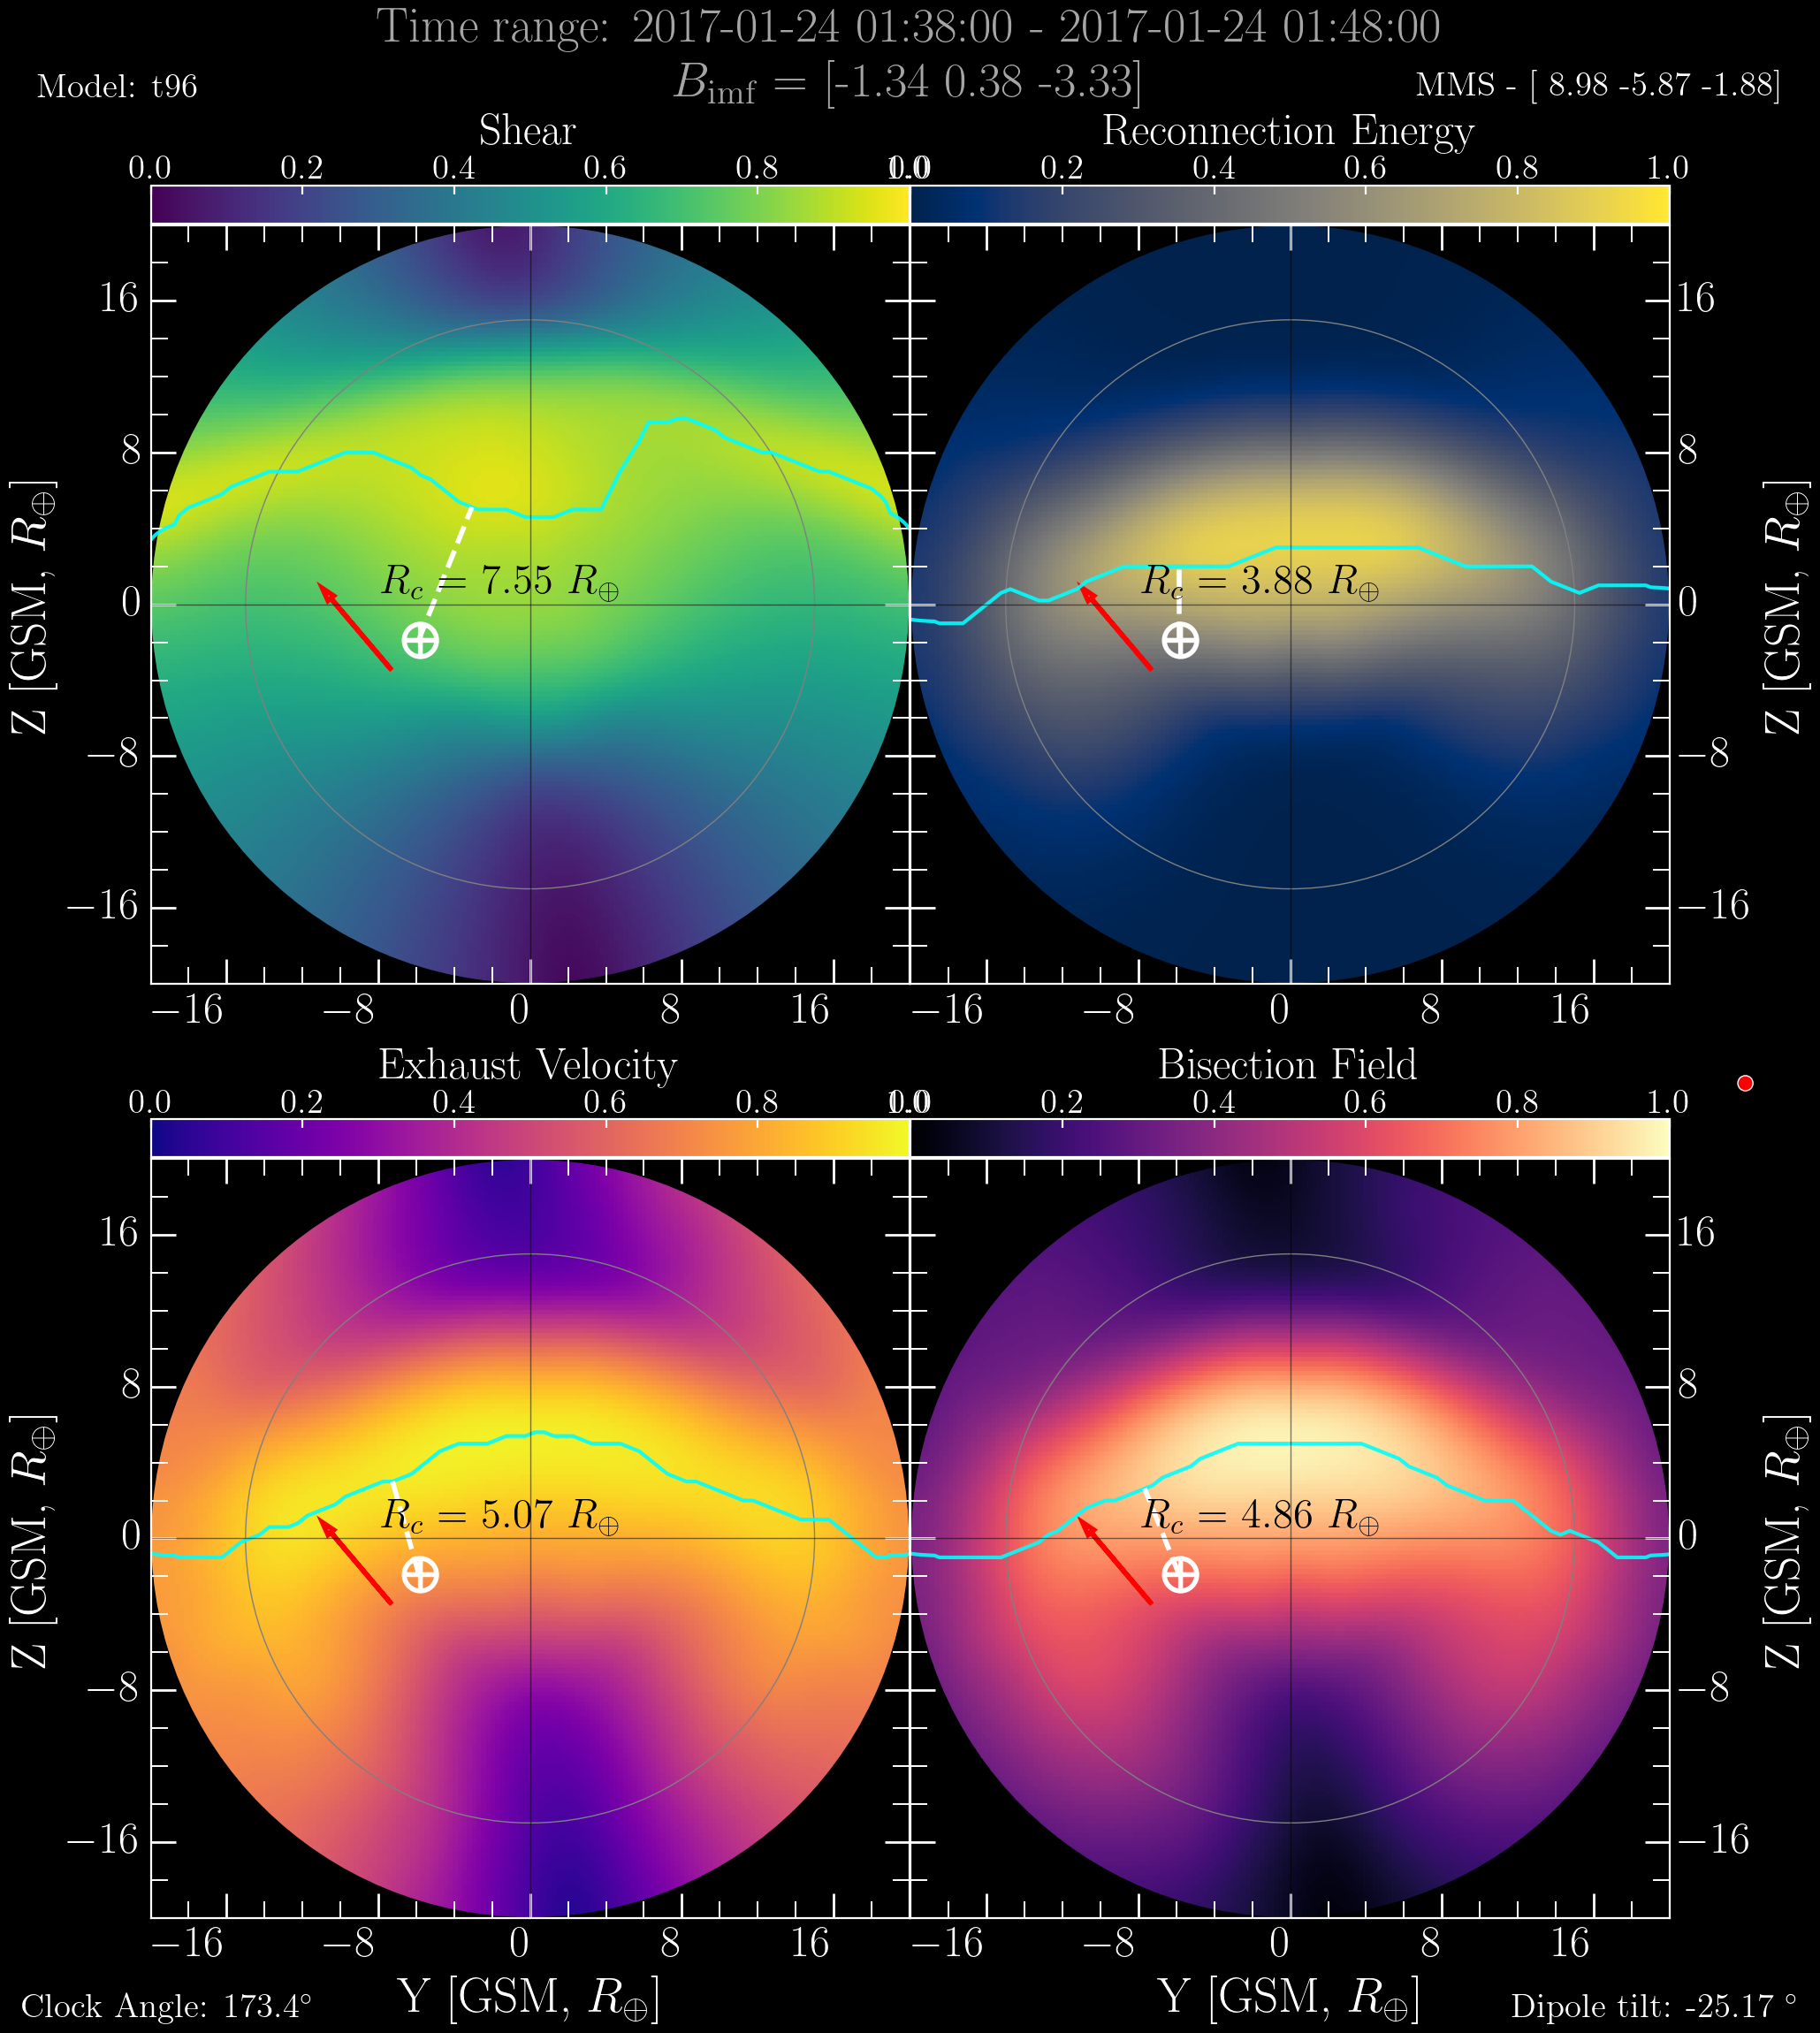 Time range: 2017-01-24 01:38:00 - 2017-01-24 01:48:00
Model: t96
B_imf = [-1.34 0.38 -3.33]
MMS - [ 8.98 -5.87 -1.88]
Shear
Reconnection Energy
0.0 0.2 0.4 0.6 0.8 1.0
0.0 0.2 0.4 0.6 0.8 1.0
16
8
0
−8
−16
Z [GSM, R⊕]
R_c = 7.55 R⊕
R_c = 3.88 R⊕
16
8
0
−8
−16
Z [GSM, R⊕]
−16 −8 0 8 16
−16 −8 0 8 16
Exhaust Velocity
Bisection Field
0.0 0.2 0.4 0.6 0.8 1.0
0.0 0.2 0.4 0.6 0.8 1.0
16
8
0
−8
−16
Z [GSM, R⊕]
R_c = 5.07 R⊕
R_c = 4.86 R⊕
16
8
0
−8
−16
Z [GSM, R⊕]
−16 −8 0 8 16
−16 −8 0 8 16
Y [GSM, R⊕]
Y [GSM, R⊕]
Clock Angle: 173.4°
Dipole tilt: -25.17 °